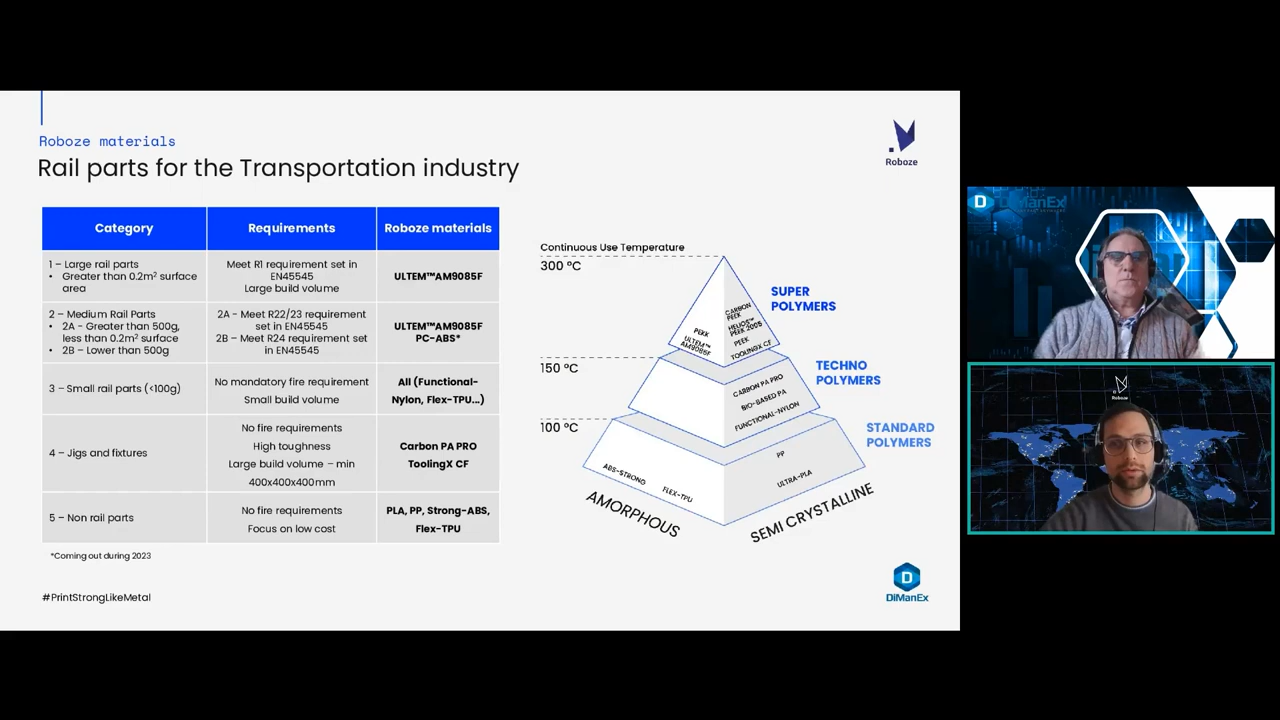 Roboze materials
Rail parts for the Transportation industry
Roboze
Category
Requirements
Roboze materials
1 – Large rail parts
• Greater than 0.2m² surface
area
Meet R1 requirement set in
EN45545
Large build volume
ULTEM™AM9085F
2 – Medium Rail Parts
• 2A - Greater than 500g,
less than 0.2m² surface
• 2B - Lower than 500g
2A - Meet R22/23 requirement
set in EN45545
2B – Meet R24 requirement set
in EN45545
ULTEM™AM9085F
PC-ABS*
3 – Small rail parts (<100g)
No mandatory fire requirement
Small build volume
All (Functional-
Nylon, Flex-TPU...)
4 – Jigs and fixtures
No fire requirements
High toughness
Large build volume – min
400x400x400mm
Carbon PA PRO
ToolingX CF
5 – Non rail parts
No fire requirements
Focus on low cost
PLA, PP, Strong-ABS,
Flex-TPU
*Coming out during 2023
#PrintStrongLikeMetal
Continuous Use Temperature
300 °C
150 °C
100 °C
SUPER
POLYMERS
TECHNO
POLYMERS
STANDARD
POLYMERS
PEKK
ULTEM™
AM9085F
CARBON
PEEK
HELIOS™
PEEK 2005
PEEK
TOOLINGX CF
CARBON PA PRO
BIO-BASED PA
FUNCTIONAL-NYLON
ABS-STRONG
FLEX-TPU
PP
ULTRA-PLA
AMORPHOUS
SEMI CRYSTALLINE
D
DiManEx
D
DiManEx
Roboze